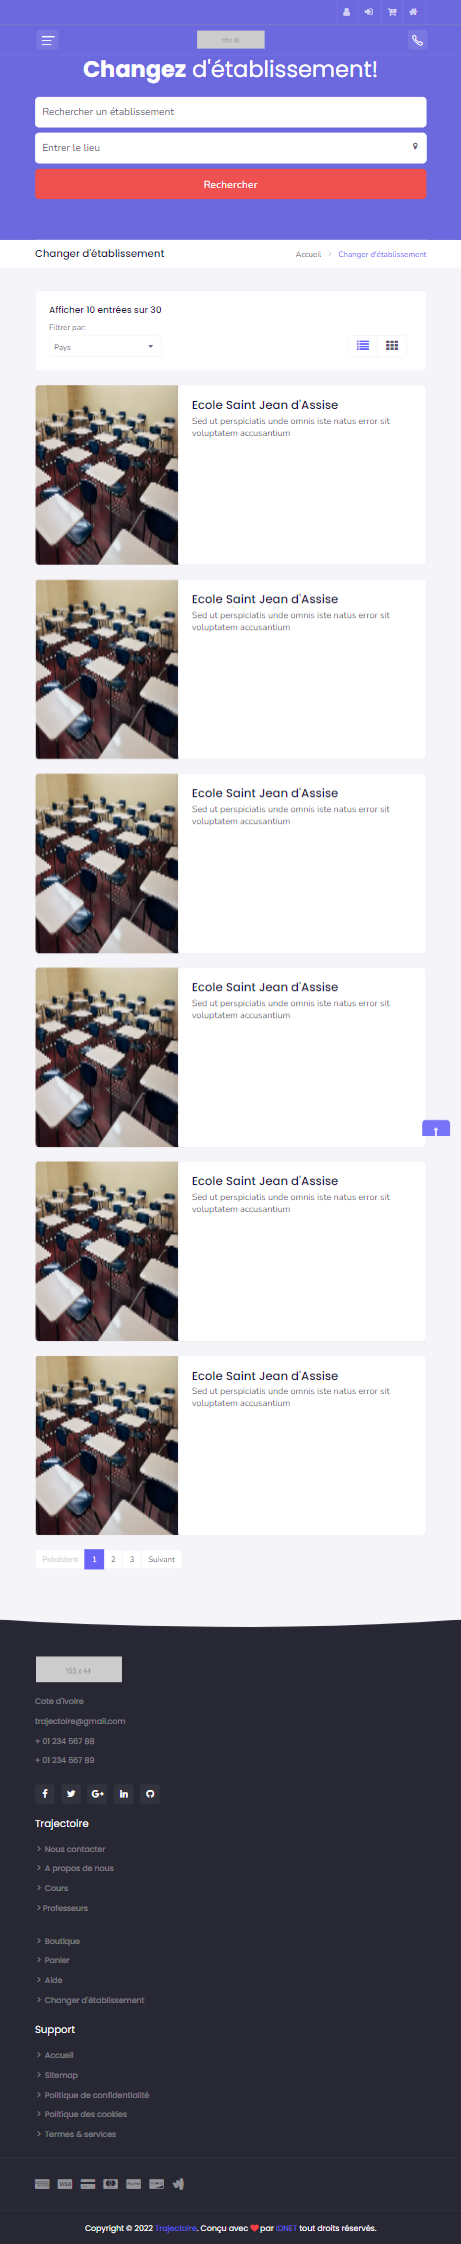 153 x 80
Changez d'établissement!
Rechercher un établissement
Entrer le lieu
Rechercher
Changer d'établissement
Accueil > Changer d'établissement
Afficher 10 entrées sur 30
Filtrer par:
Pays
Ecole Saint Jean d'Assise
Sed ut perspiciatis unde omnis iste natus error sit
voluptatem accusantium
Ecole Saint Jean d'Assise
Sed ut perspiciatis unde omnis iste natus error sit
voluptatem accusantium
Ecole Saint Jean d'Assise
Sed ut perspiciatis unde omnis iste natus error sit
voluptatem accusantium
Ecole Saint Jean d'Assise
Sed ut perspiciatis unde omnis iste natus error sit
voluptatem accusantium
Ecole Saint Jean d'Assise
Sed ut perspiciatis unde omnis iste natus error sit
voluptatem accusantium
Ecole Saint Jean d'Assise
Sed ut perspiciatis unde omnis iste natus error sit
voluptatem accusantium
Précédent 1 2 3 Suivant
153 x 44
Cote d'ivoire
trajectoire@gmail.com
+ 01 234 567 88
+ 01 234 567 89
Trajectoire
> Nous contacter
> A propos de nous
> Cours
> Professeurs
> Boutique
> Panier
> Aide
> Changer d'établissement
Support
> Accueil
> Sitemap
> Politique de confidentialité
> Politique des cookies
> Termes & services
VISA PayPal
Copyright © 2022 Trajectoire. Conçu avec ❤ par IDNET tout droits réservés.